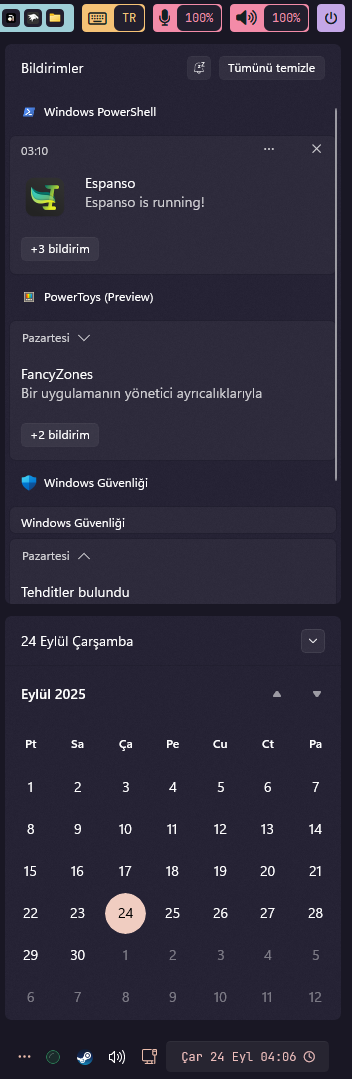 TR 100% 100%
Bildirimler Tümünü temizle
Windows PowerShell
03:10
Espanso
Espanso is running!
+3 bildirim
PowerToys (Preview)
Pazartesi
FancyZones
Bir uygulamanın yönetici ayrıcalıklarıyla
+2 bildirim
Windows Güvenliği
Windows Güvenliği
Pazartesi
Tehditler bulundu
24 Eylül Çarşamba
Eylül 2025
Pt Sa Ça Pe Cu Ct Pa
1 2 3 4 5 6 7
8 9 10 11 12 13 14
15 16 17 18 19 20 21
22 23 24 25 26 27 28
29 30 1 2 3 4 5
6 7 8 9 10 11 12
Çar 24 Eyl 04:06